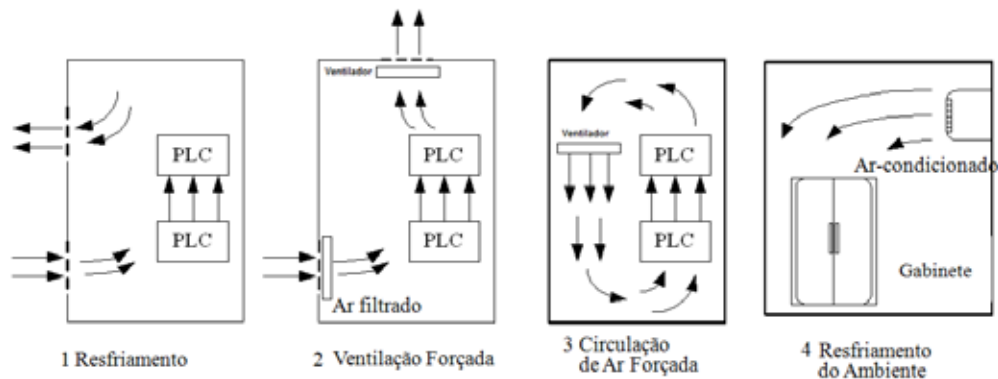 PLC
PLC
1 Resfriamento
Ventilador
PLC
PLC
Ar filtrado
2 Ventilação Forçada
Ventilador
PLC
PLC
3 Circulação
de Ar Forçada
Ar-condicionado
Gabinete
4 Resfriamento
do Ambiente